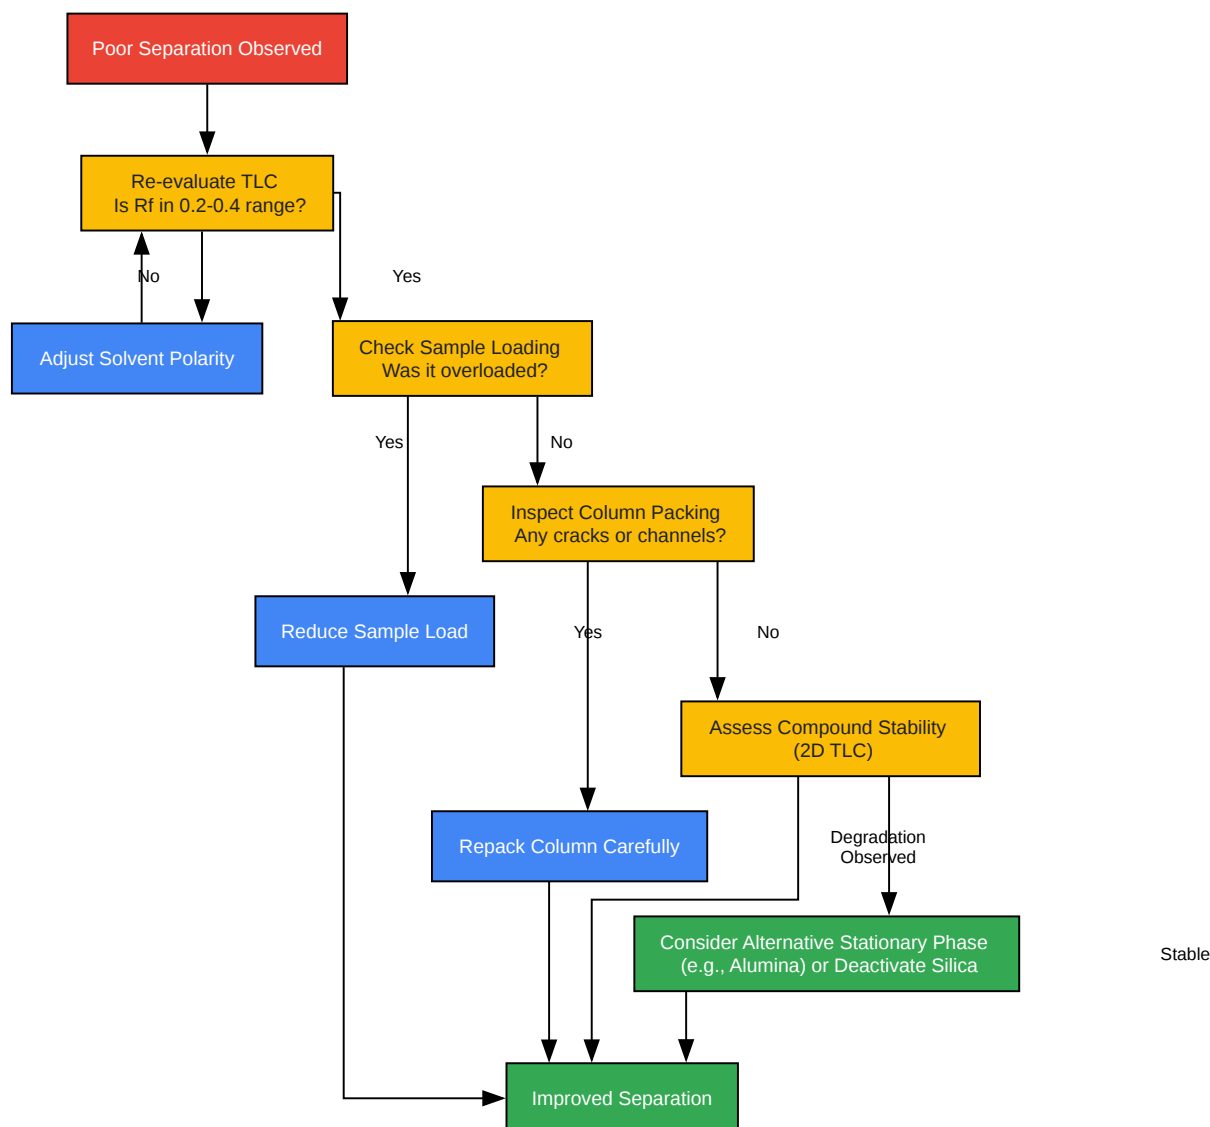 Poor Separation Observed
Re-evaluate TLC
Is Rf in 0.2-0.4 range?
No
Yes
Adjust Solvent Polarity
Check Sample Loading
Was it overloaded?
Yes
No
Inspect Column Packing
Any cracks or channels?
Reduce Sample Load
Yes
No
Assess Compound Stability
(2D TLC)
Repack Column Carefully
Degradation
Observed
Consider Alternative Stationary Phase
(e.g., Alumina) or Deactivate Silica
Stable
Improved Separation